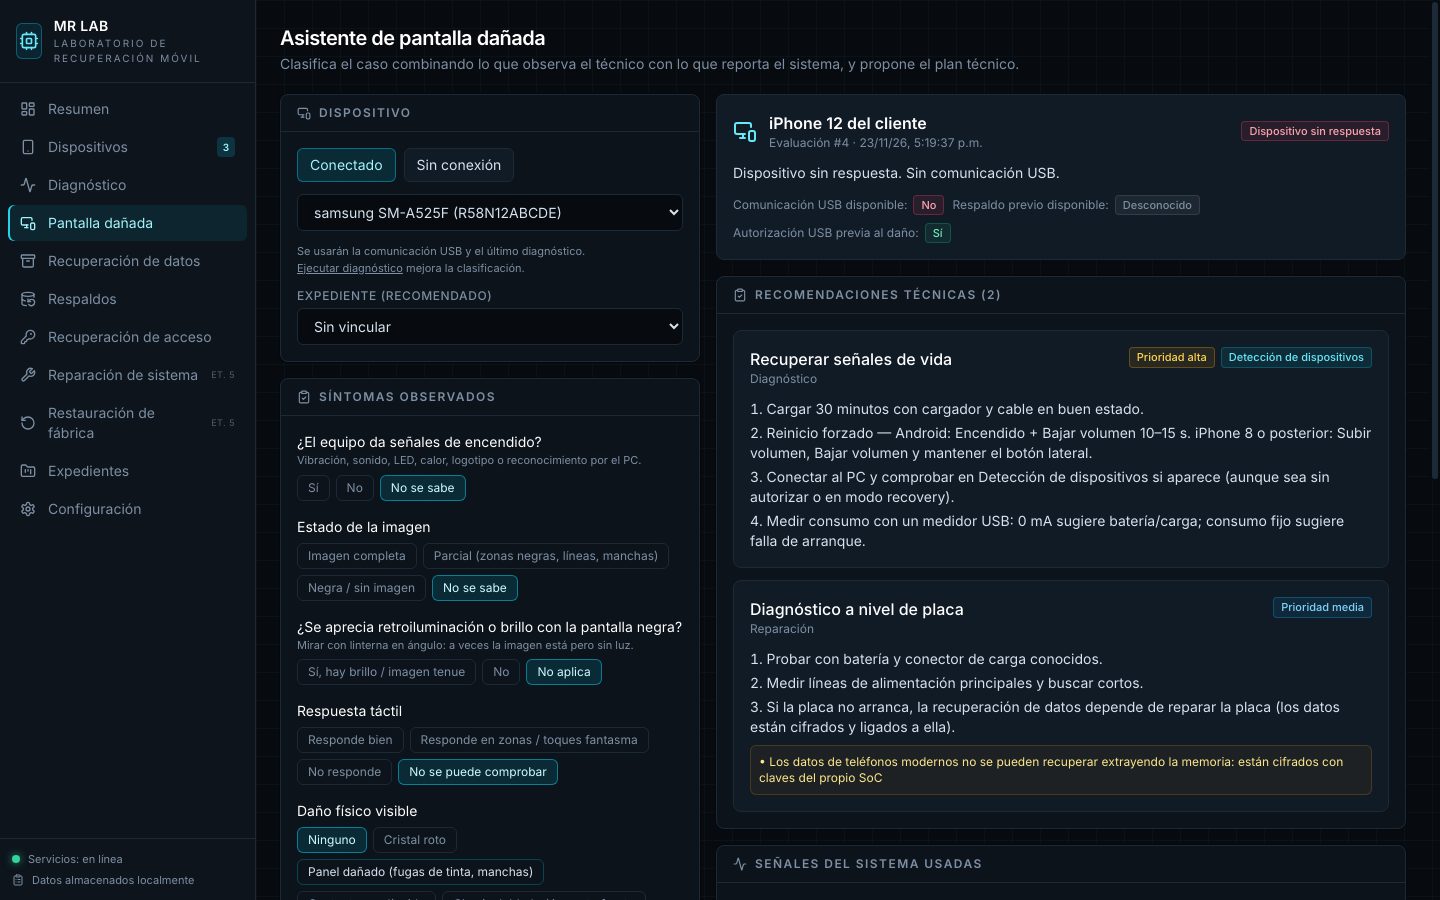 MR LAB
LABORATORIO DE
RECUPERACIÓN MÓVIL
Resumen
Dispositivos 3
Diagnóstico
Pantalla dañada
Recuperación de datos
Respaldos
Recuperación de acceso
Reparación de sistema ET. 5
Restauración de
fábrica ET. 5
Expedientes
Configuración
Servicios: en línea
Datos almacenados localmente
Asistente de pantalla dañada
Clasifica el caso combinando lo que observa el técnico con lo que reporta el sistema, y propone el plan técnico.
DISPOSITIVO
Conectado Sin conexión
samsung SM-A525F (R58N12ABCDE)
Se usarán la comunicación USB y el último diagnóstico.
Ejecutar diagnóstico mejora la clasificación.
EXPEDIENTE (RECOMENDADO)
Sin vincular
SÍNTOMAS OBSERVADOS
¿El equipo da señales de encendido?
Vibración, sonido, LED, calor, logotipo o reconocimiento por el PC.
Sí No No se sabe
Estado de la imagen
Imagen completa Parcial (zonas negras, líneas, manchas)
Negra / sin imagen No se sabe
¿Se aprecia retroiluminación o brillo con la pantalla negra?
Mirar con linterna en ángulo: a veces la imagen está pero sin luz.
Sí, hay brillo / imagen tenue No No aplica
Respuesta táctil
Responde bien Responde en zonas / toques fantasma
No responde No se puede comprobar
Daño físico visible
Ninguno Cristal roto
Panel dañado (fugas de tinta, manchas)
iPhone 12 del cliente
Dispositivo sin respuesta
Evaluación #4 · 23/11/26, 5:19:37 p.m.
Dispositivo sin respuesta. Sin comunicación USB.
Comunicación USB disponible: No Respaldo previo disponible: Desconocido
Autorización USB previa al daño: Sí
RECOMENDACIONES TÉCNICAS (2)
Recuperar señales de vida Prioridad alta Detección de dispositivos
Diagnóstico
1. Cargar 30 minutos con cargador y cable en buen estado.
2. Reinicio forzado — Android: Encendido + Bajar volumen 10–15 s. iPhone 8 o posterior: Subir
volumen, Bajar volumen y mantener el botón lateral.
3. Conectar al PC y comprobar en Detección de dispositivos si aparece (aunque sea sin
autorizar o en modo recovery).
4. Medir consumo con un medidor USB: 0 mA sugiere batería/carga; consumo fijo sugiere
falla de arranque.
Diagnóstico a nivel de placa Prioridad media
Reparación
1. Probar con batería y conector de carga conocidos.
2. Medir líneas de alimentación principales y buscar cortos.
3. Si la placa no arranca, la recuperación de datos depende de reparar la placa (los datos
están cifrados y ligados a ella).
• Los datos de teléfonos modernos no se pueden recuperar extrayendo la memoria: están cifrados con
claves del propio SoC
SEÑALES DEL SISTEMA USADAS